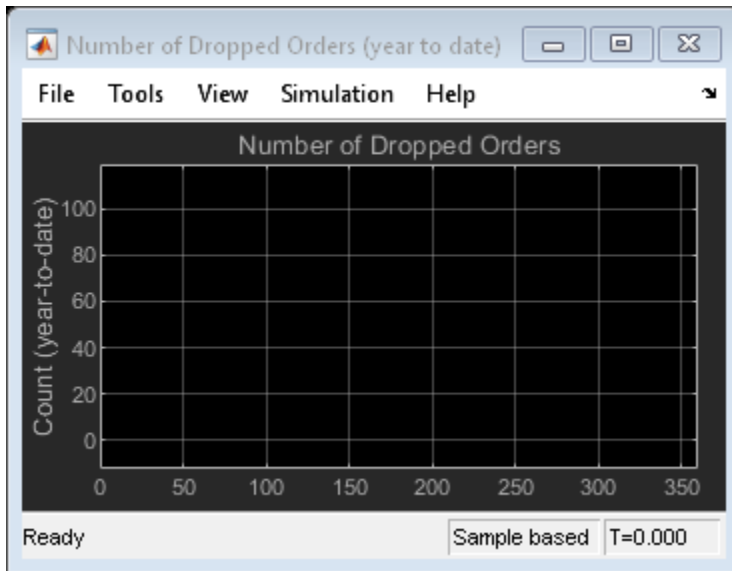 Number of Dropped Orders (year to date)
File Tools View Simulation Help
Number of Dropped Orders
Count (year-to-date)
100
80
60
40
20
0
0 50 100 150 200 250 300 350
Ready Sample based T=0.000